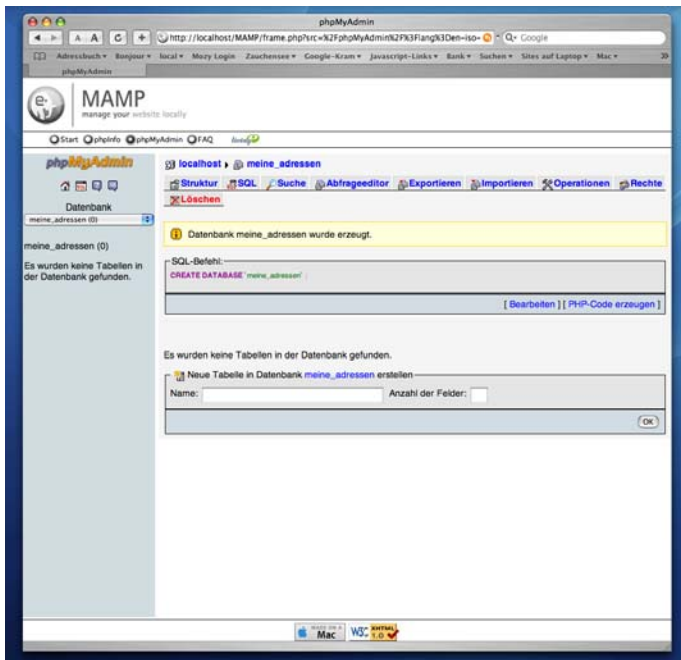 phpMyAdmin
A A C + http://localhost/MAMP/frame.php?src=%2FphpMyAdmin%2F%3Flang%3Den-iso- Q- Google
Adressbuch Bonjour local Mozy Login Zauchensee Google-Kram Javascript-Links Bank Suchen Sites auf Laptop Mac
phpMyAdmin
MAMP
manage your website locally
Start phpInfo phpMyAdmin FAQ
phpMyAdmin
localhost meine_adressen
Struktur SQL Suche Abfrageeditor Exportieren Importieren Operationen Rechte
Löschen
Datenbank
meine_adressen (0)
meine_adressen (0)
Es wurden keine Tabellen in
der Datenbank gefunden.
Datenbank meine_adressen wurde erzeugt.
SQL-Befehl:
CREATE DATABASE `meine_adressen` ;
[ Bearbeiten ] [ PHP-Code erzeugen ]
Es wurden keine Tabellen in der Datenbank gefunden.
Neue Tabelle in Datenbank meine_adressen erstellen
Name: Anzahl der Felder:
OK
MADE ON A
Mac W3C XHTML
1.0